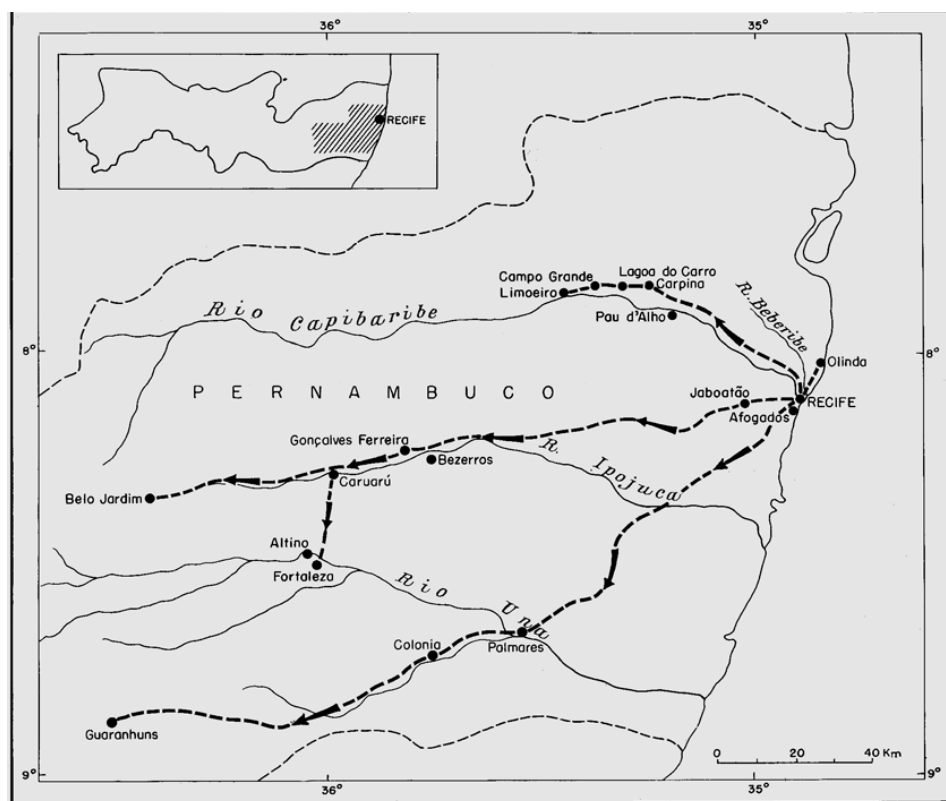 36°
35°
RECIFE
Campo Grande
Lagoa do Carro
Limoeiro
Carpina
Rio Capibaribe
Pau d'Alho
R. Beberibe
8°
8°
Olinda
PERNAMBUCO
Jaboatão
RECIFE
Afogados
Gonçalves Ferreira
Bezerros
R. Ipojuca
Caruarú
Belo Jardim
Altino
Fortaleza
Rio Una
Colonia
Palmares
Guaranhuns
0 20 40 Km
9°
36°
35°
9°